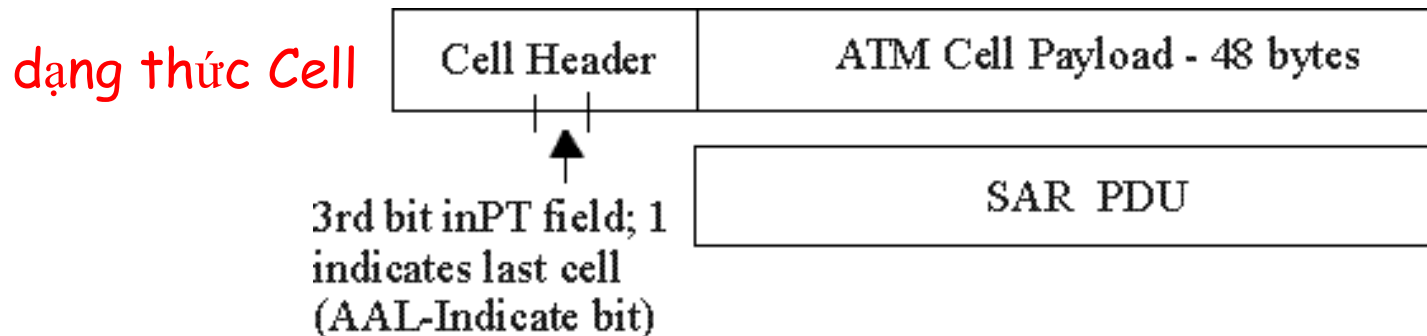 dạng thức Cell
Cell Header
ATM Cell Payload - 48 bytes
SAR PDU
3rd bit inPT field; 1
indicates last cell
(AAL-Indicate bit)